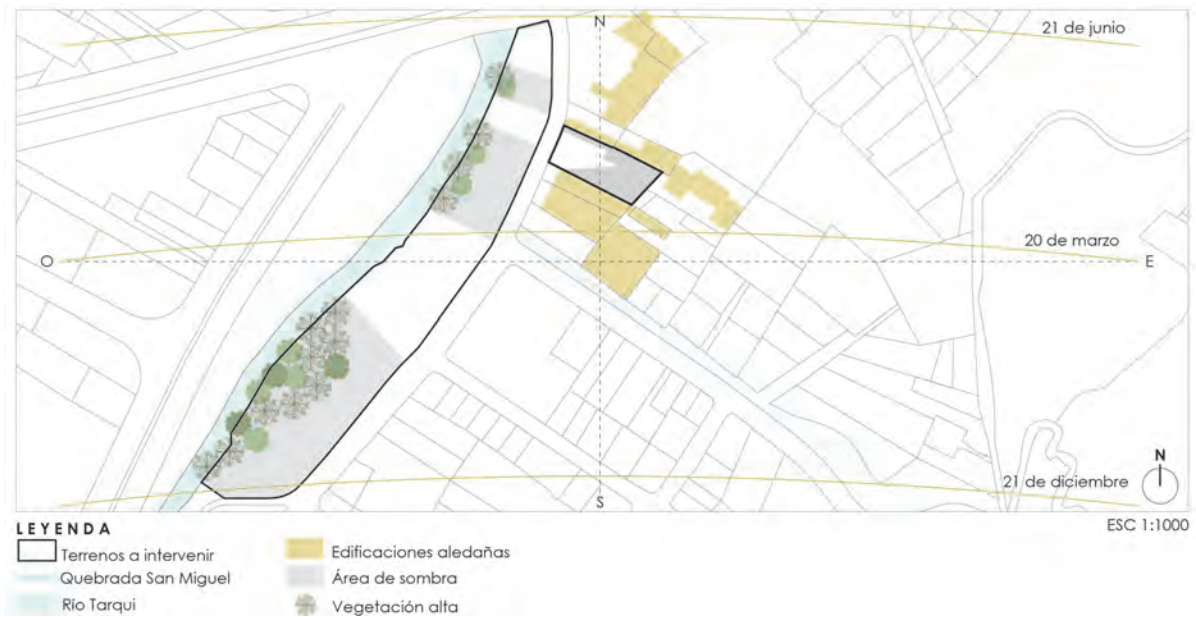 N
21 de junio
20 de marzo
O
E
21 de diciembre
N
S
ESC 1:1000
LEYENDA
Terrenos a intervenir
Quebrada San Miguel
Río Tarqui
Edificaciones aledañas
Área de sombra
Vegetación alta